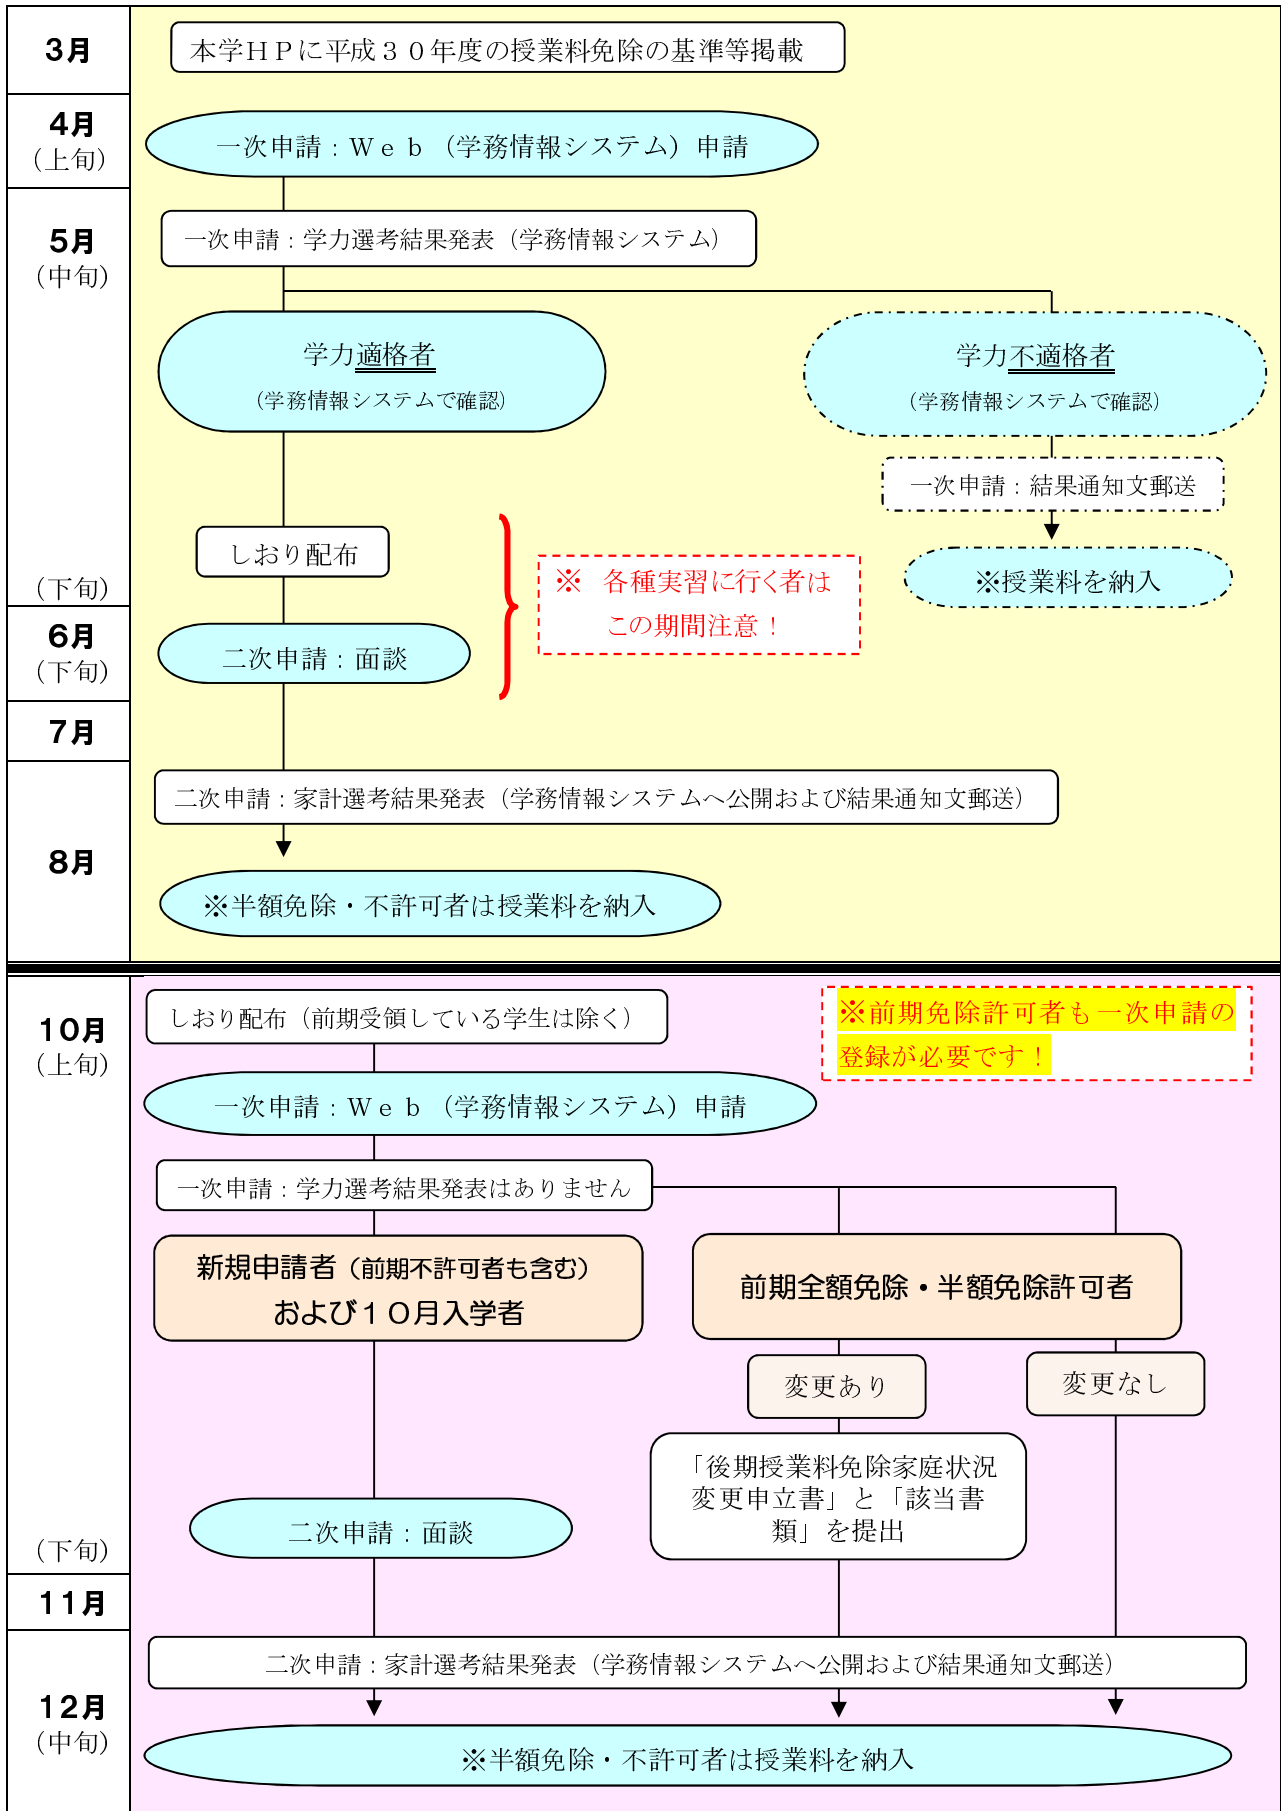 3月
本学ＨＰに平成３０年度の授業料免除の基準等掲載
4月
（上旬）
一次申請：Ｗｅｂ（学務情報システム）申請
5月
（中旬）
一次申請：学力選考結果発表（学務情報システム）
学力適格者
（学務情報システムで確認）
学力不適格者
（学務情報システムで確認）
一次申請：結果通知文郵送
※授業料を納入
しおり配布
※　各種実習に行く者は
この期間注意！
（下旬）
6月
（下旬）
二次申請：面談
7月
二次申請：家計選考結果発表（学務情報システムへ公開および結果通知文郵送）
8月
※半額免除・不許可者は授業料を納入
10月
（上旬）
しおり配布（前期受領している学生は除く）
※前期免除許可者も一次申請の
登録が必要です！
一次申請：Ｗｅｂ（学務情報システム）申請
一次申請：学力選考結果発表はありません
新規申請者（前期不許可者も含む）
および１０月入学者
前期全額免除・半額免除許可者
変更あり
変更なし
「後期授業料免除家庭状況
変更申立書」と「該当書
類」を提出
二次申請：面談
（下旬）
11月
二次申請：家計選考結果発表（学務情報システムへ公開および結果通知文郵送）
12月
（中旬）
※半額免除・不許可者は授業料を納入